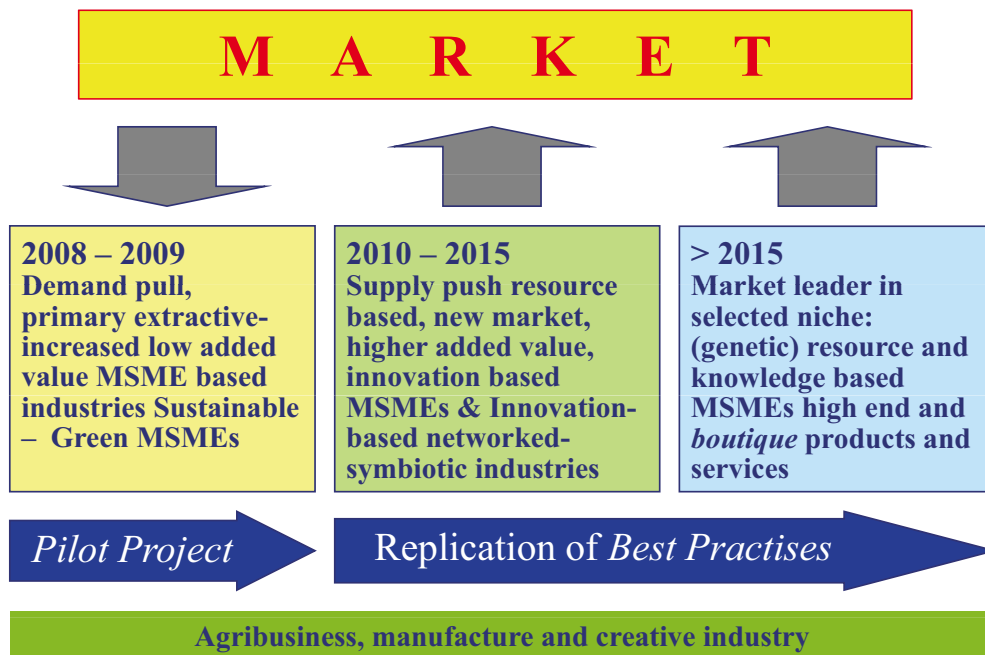 M A R K E T
2008 – 2009
Demand pull,
primary extractive-
increased low added
value MSME based
industries Sustainable
– Green MSMEs
2010 – 2015
Supply push resource
based, new market,
higher added value,
innovation based
MSMEs & Innovation-
based networked-
symbiotic industries
> 2015
Market leader in
selected niche:
(genetic) resource and
knowledge based
MSMEs high end and
boutique products and
services
Pilot Project
Replication of Best Practises
Agribusiness, manufacture and creative industry